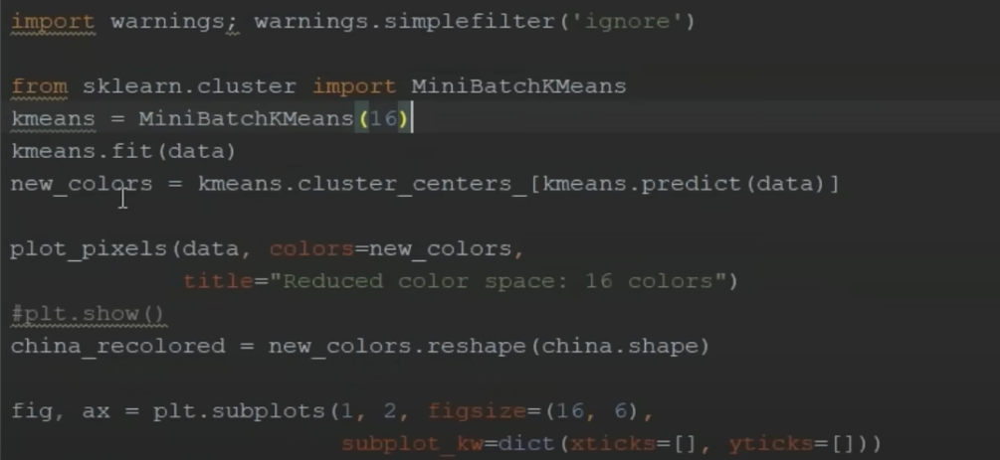 import warnings; warnings.simplefilter('ignore')
from sklearn.cluster import MiniBatchKMeans
kmeans = MiniBatchKMeans(16)
kmeans.fit(data)
new_colors = kmeans.cluster_centers_[kmeans.predict(data)]
plot_pixels(data, colors=new_colors,
title="Reduced color space: 16 colors")
#plt.show()
china_recolored = new_colors.reshape(china.shape)
fig, ax = plt.subplots(1, 2, figsize=(16, 6),
subplot_kw=dict(xticks=[], yticks=[]))